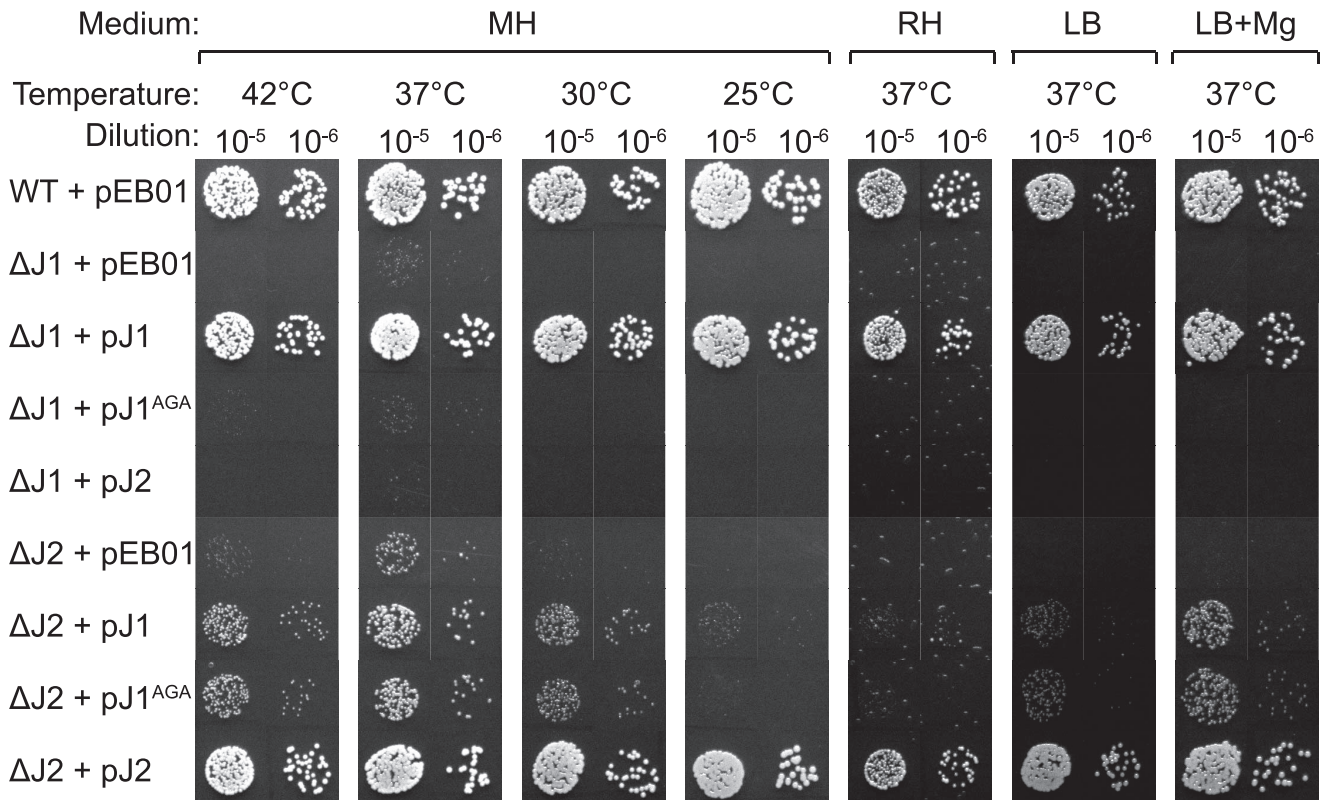 Medium: MH RH LB LB+Mg
Temperature: 42°C 37°C 30°C 25°C 37°C 37°C 37°C
Dilution: 10⁻⁵ 10⁻⁶ 10⁻⁵ 10⁻⁶ 10⁻⁵ 10⁻⁶ 10⁻⁵ 10⁻⁶ 10⁻⁵ 10⁻⁶ 10⁻⁵ 10⁻⁶ 10⁻⁵ 10⁻⁶
WT + pEB01
ΔJ1 + pEB01
ΔJ1 + pJ1
ΔJ1 + pJ1ᴬᴳᴬ
ΔJ1 + pJ2
ΔJ2 + pEB01
ΔJ2 + pJ1
ΔJ2 + pJ1ᴬᴳᴬ
ΔJ2 + pJ2